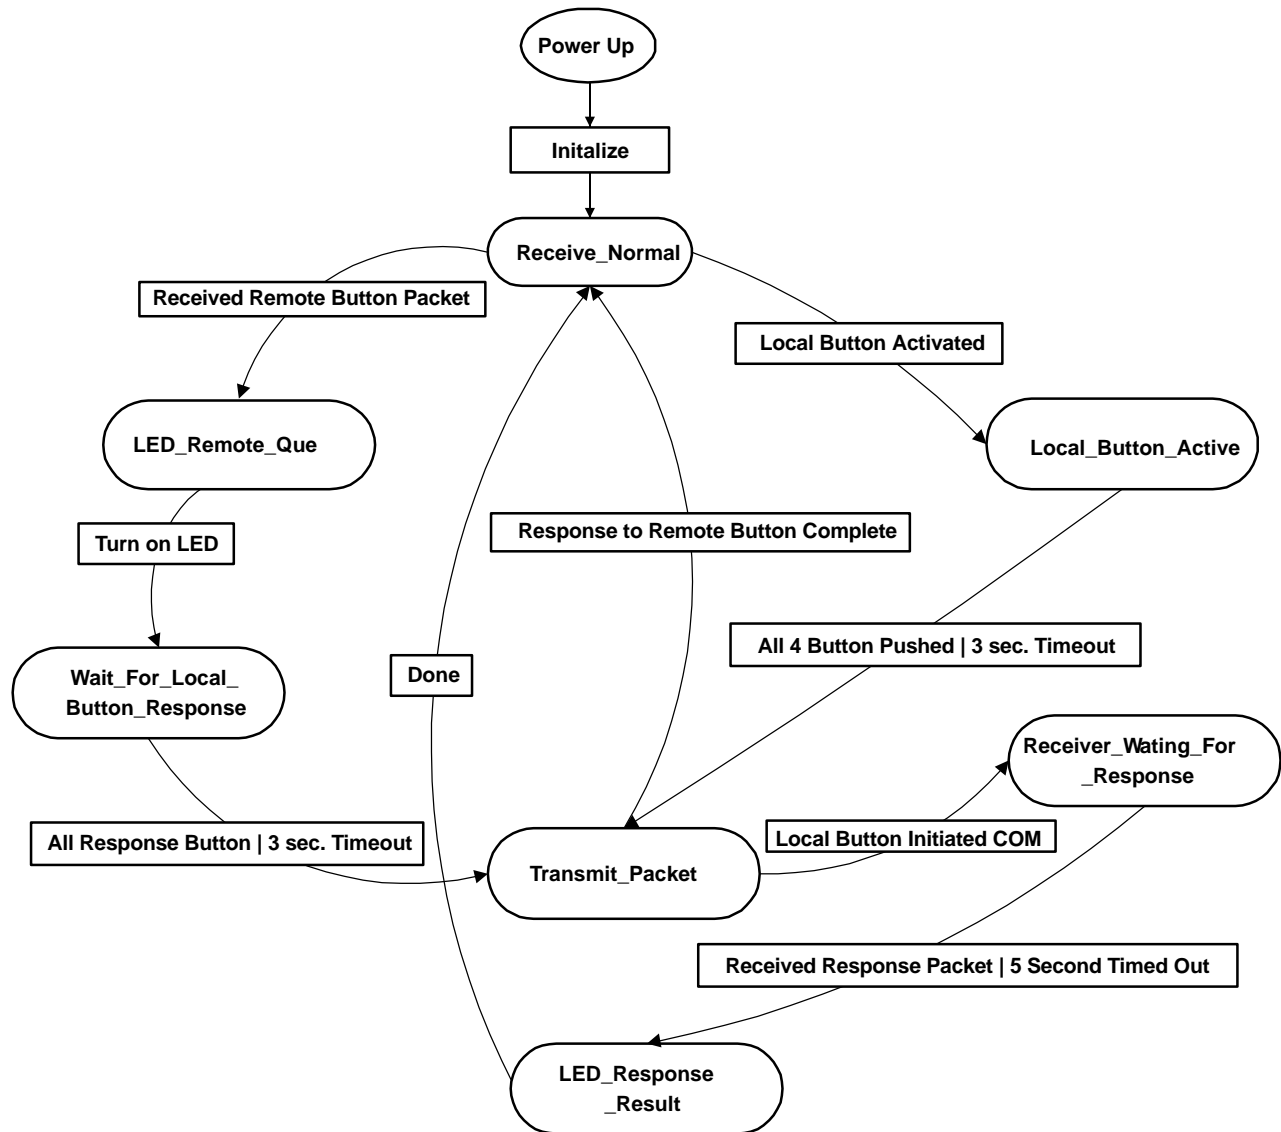 Power Up
Initalize
Receive_Normal
Received Remote Button Packet
Local Button Activated
LED_Remote_Que
Local_Button_Active
Response to Remote Button Complete
Turn on LED
All 4 Button Pushed | 3 sec. Timeout
Done
Wait_For_Local_
Button_Response
Receiver_Wating_For
_Response
All Response Button | 3 sec. Timeout
Local Button Initiated COM
Transmit_Packet
Received Response Packet | 5 Second Timed Out
LED_Response
_Result